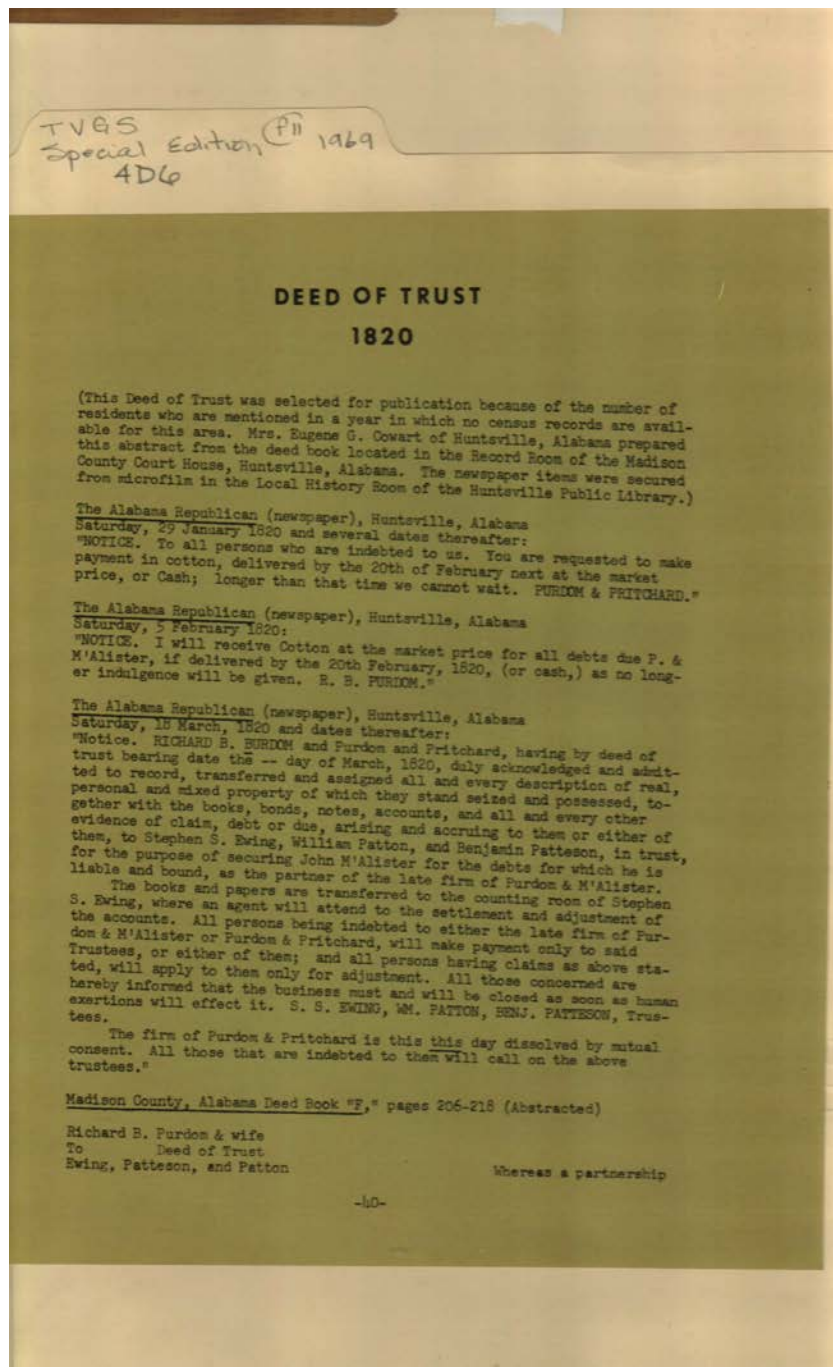 TVGS
Special Edition P11 1969
4D6
DEED OF TRUST
1820
(This Deed of Trust was selected for publication because of the number of
residents who are mentioned in a year in which no census records are avail-
able for this area. Mrs. Eugene G. Cowart of Huntsville, Alabama prepared
this abstract from the deed book located in the Record Room of the Madison
County Court House, Huntsville, Alabama. The newspaper items were secured
from microfilm in the Local History Room of the Huntsville Public Library.)
The Alabama Republican (newspaper), Huntsville, Alabama
Saturday, 29 January 1820 and several dates thereafter:
"NOTICE. To all persons who are indebted to us. You are requested to make
payment in cotton, delivered by the 20th of February next at the market
price, or Cash; longer than that time we cannot wait. PURDOM & PRITCHARD."
The Alabama Republican (newspaper), Huntsville, Alabama
Saturday, 5 February 1820:
"NOTICE. I will receive Cotton at the market price for all debts due P. &
M'Alister, if delivered by the 20th February, 1820, (or cash,) as no long-
er indulgence will be given. R. B. PURDOM."
The Alabama Republican (newspaper), Huntsville, Alabama
Saturday, 18 March, 1820 and dates thereafter:
"Notice. RICHARD B. BURDOM and Purdom and Pritchard, having by deed of
trust bearing date the -- day of March, 1820, duly acknowledged and admit-
ted to record, transferred and assigned all and every description of real,
personal and mixed property of which they stand seized and possessed, to-
gether with the books, bonds, notes, accounts, and all and every other
evidence of claim, debt or due, arising and accruing to them or either of
them, to Stephen S. Ewing, William Patton, and Benjamin Patteson, in trust,
for the purpose of securing John M'Alister for the debts for which he is
liable and bound, as the partner of the late firm of Purdom & M'Alister.
The books and papers are transferred to the counting room of Stephen
S. Ewing, where an agent will attend to the settlement and adjustment of
the accounts. All persons being indebted to either the late firm of Pur-
dom & M'Alister or Purdom & Pritchard, will make payment only to said
Trustees, or either of them; and all persons having claims as above sta-
ted, will apply to them only for adjustment. All those concerned are
hereby informed that the business must and will be closed as soon as human
exertions will effect it. S. S. EWING, WM. PATTON, BENJ. PATTESON, Trus-
tees.
The firm of Purdom & Pritchard is this this day dissolved by mutual
consent. All those that are indebted to them will call on the above
trustees."
Madison County, Alabama Deed Book "F," pages 206-218 (Abstracted)
Richard B. Purdom & wife
To Deed of Trust
Ewing, Patteson, and Patton Whereas a partnership
-40-